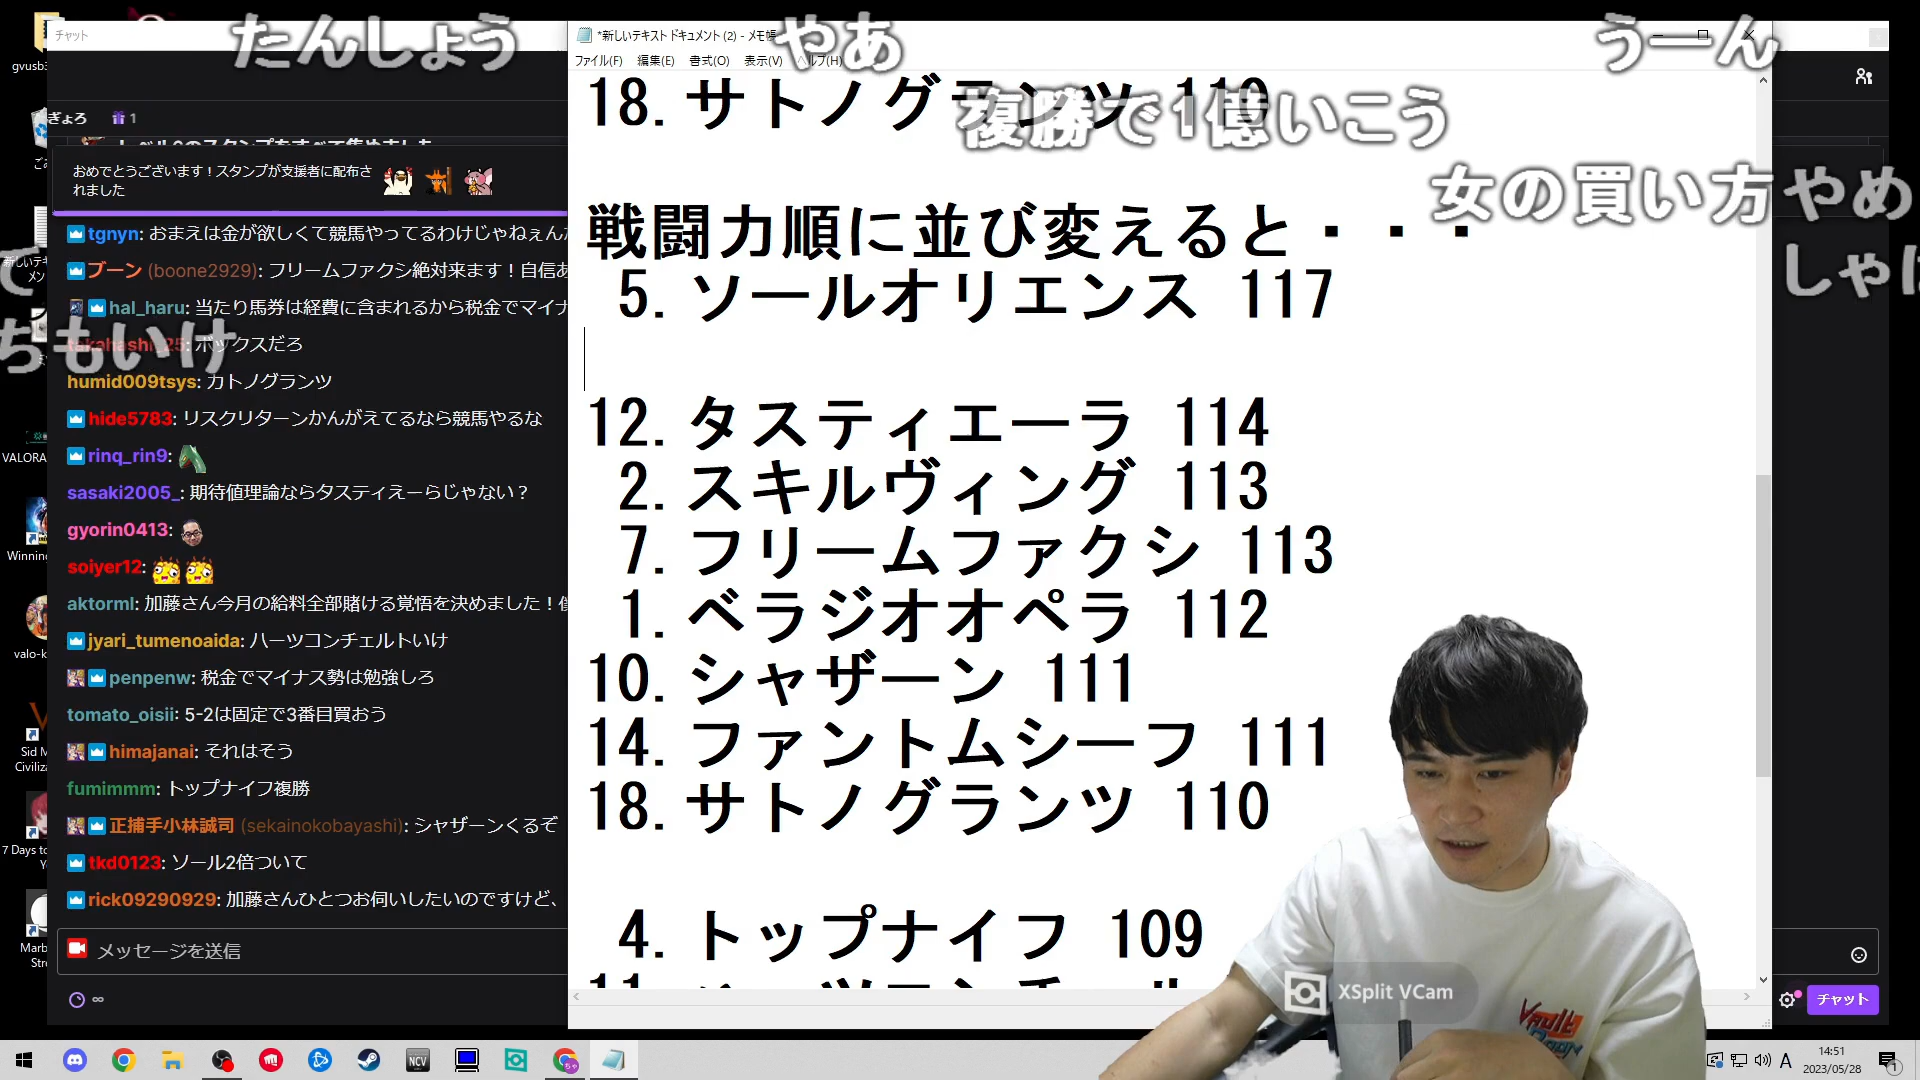 チャット
たんしょう
*新しいテキスト ドキュメント (2) - メモ帳
やあ
うーん
ファイル(F) 編集(E) 書式(O) 表示(V) ヘルプ(H)
18. サトノグランツ 110
複勝で1億いこう
女の買い方
やめ
しゃ
戦闘力順に並び変えると・・・
5. ソールオリエンス 117
12. タスティエーラ 114
2. スキルヴィング 113
7. フリームファクシ 113
1. ベラジオオペラ 112
10. シャザーン 111
14. ファントムシーフ 111
18. サトノグランツ 110
4. トップナイフ 109
ぎょろ 1
おめでとうございます！スタンプが支援者に配布さ
れました
tgnyn: おまえは金が欲しくて競馬やってるわけじゃねぇんだ
ブーン (boone2929): フリームファクシ絶対来ます！自信あ
hal_haru: 当たり馬券は経費に含まれるから税金でマイナ
takahashi_25: ボックスだろ
ちもいけ
humid009tsys: カトノグランツ
hide5783: リスクリターンかんがえてるなら競馬やるな
rinq_rin9:
sasaki2005_: 期待値理論ならタスティえーらじゃない？
gyorin0413:
soiyer12:
aktorml: 加藤さん今月の給料全部賭ける覚悟を決めました！
jyari_tumenoaida: ハーツコンチェルトいけ
penpenw: 税金でマイナス勢は勉強しろ
tomato_oisii: 5-2は固定で3番目買おう
himajanai: それはそう
fumimmm: トップナイフ複勝
正捕手小林誠司 (sekainokobayashi): シャザーンくるぞ
tkd0123: ソール2倍ついて
rick09290929: 加藤さんひとつお伺いしたいのですけど、
メッセージを送信
∞
チャット
gvusb
VALORA
Winning
valo-k
Sid M
Civiliza
7 Days to
Marb
Str
XSplit VCam
VAULT ROOM
NCV
A
14:51
2023/05/28
1